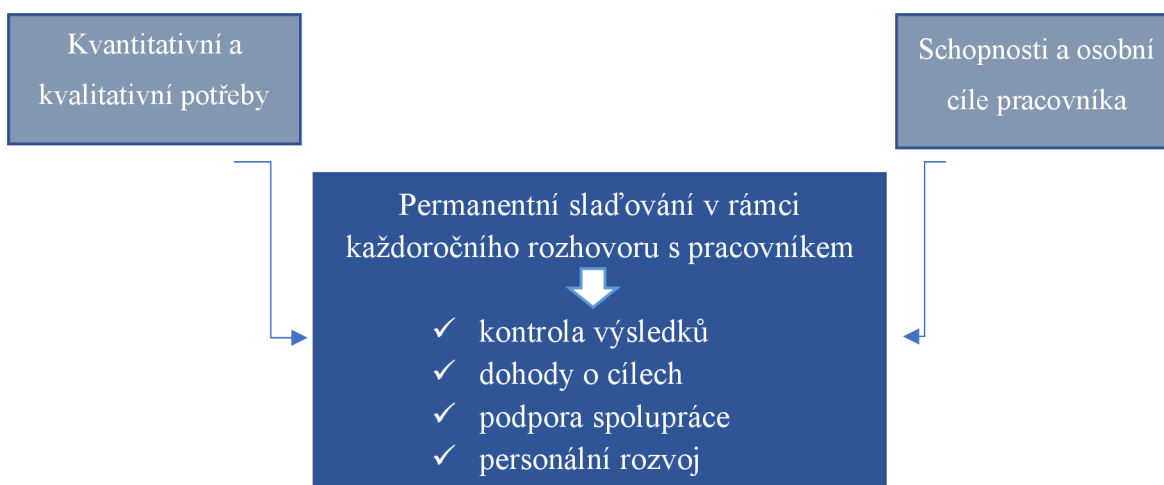 Kvantitativní a
kvalitativní potřeby
Schopnosti a osobní
cíle pracovníka
Permanentní slaďování v rámci
každoročního rozhovoru s pracovníkem
✓ kontrola výsledků
✓ dohody o cílech
✓ podpora spolupráce
✓ personální rozvoj